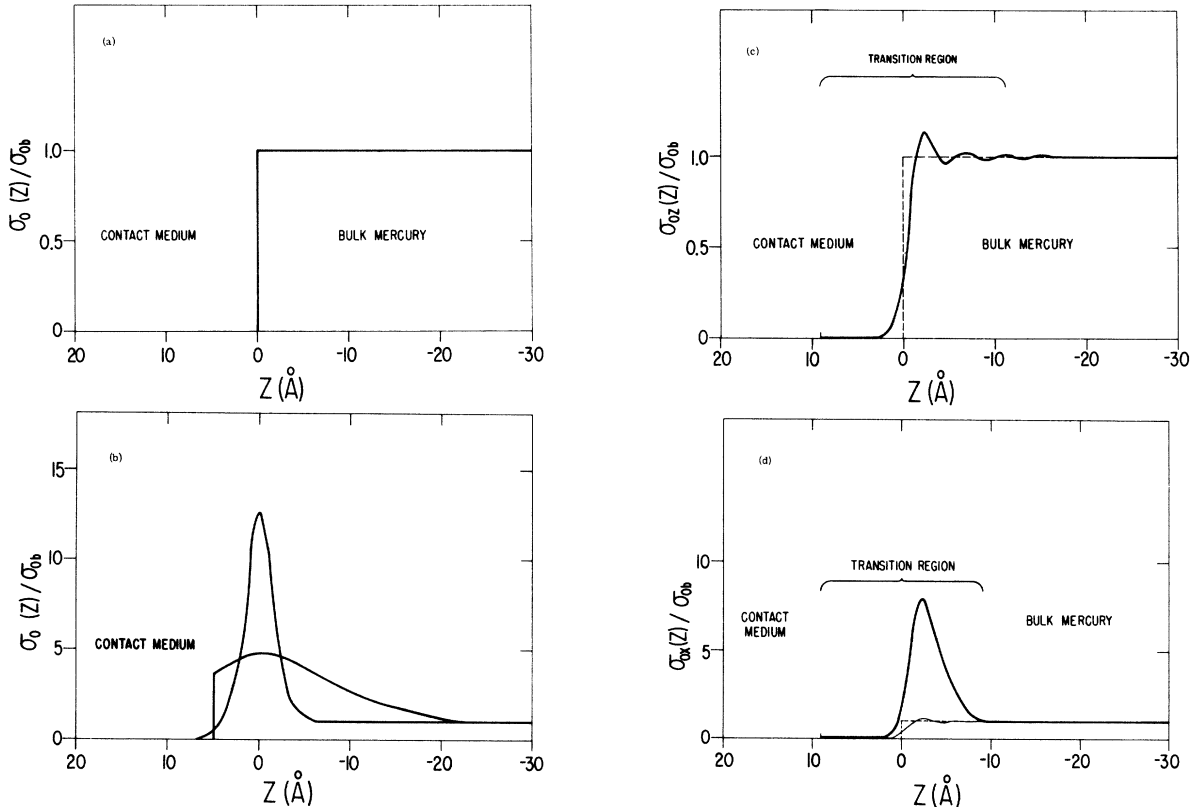 (a)
σ₀ (Z) / σ₀b
1.0
0.5
0
CONTACT MEDIUM
BULK MERCURY
20 10 0 -10 -20 -30
Z (Å)
(b)
σ₀ (Z) / σ₀b
15
10
5
0
CONTACT MEDIUM
20 10 0 -10 -20 -30
Z (Å)
(c)
TRANSITION REGION
σ₀z(Z) / σ₀b
1.0
0.5
0
CONTACT MEDIUM
BULK MERCURY
20 10 0 -10 -20 -30
Z (Å)
(d)
TRANSITION REGION
σ₀x(Z) / σ₀b
10
5
0
CONTACT
MEDIUM
BULK MERCURY
20 10 0 -10 -20 -30
Z (Å)